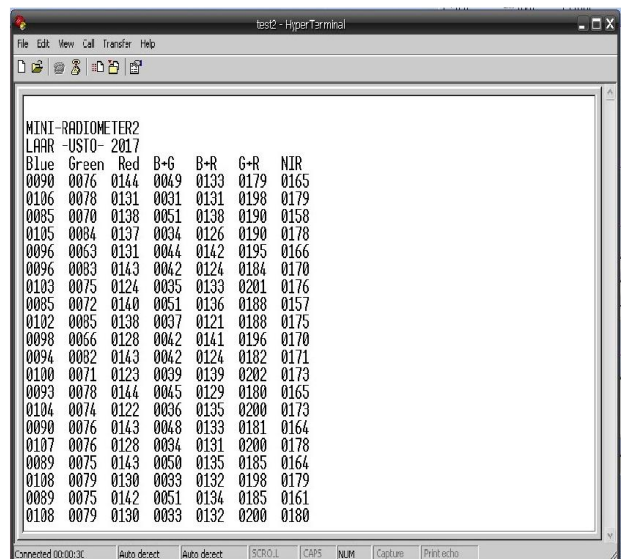 test2 - HyperTerminal
File Edit View Call Transfer Help
MINI-RADIOMETER2
LAAR -USTO- 2017
Blue Green Red B+G B+R G+R NIR
0090 0076 0144 0049 0133 0179 0165
0106 0078 0131 0031 0131 0198 0179
0085 0070 0138 0051 0138 0190 0158
0105 0084 0137 0034 0126 0190 0178
0096 0063 0131 0044 0142 0195 0166
0096 0083 0143 0042 0124 0184 0170
0103 0075 0124 0035 0133 0201 0176
0085 0072 0140 0051 0136 0188 0157
0102 0085 0138 0037 0121 0188 0175
0098 0066 0128 0042 0141 0196 0170
0094 0082 0143 0042 0124 0182 0171
0100 0071 0123 0039 0139 0202 0173
0093 0078 0144 0045 0129 0180 0165
0104 0074 0122 0036 0135 0200 0173
0090 0076 0143 0048 0133 0181 0164
0107 0076 0128 0034 0131 0200 0178
0089 0075 0143 0050 0135 0185 0164
0108 0079 0130 0033 0132 0198 0179
0089 0075 0142 0051 0134 0185 0161
0108 0079 0130 0033 0132 0200 0180
Connected Auto detect Auto detect SCROLL CAPS NUM Capture Print echo